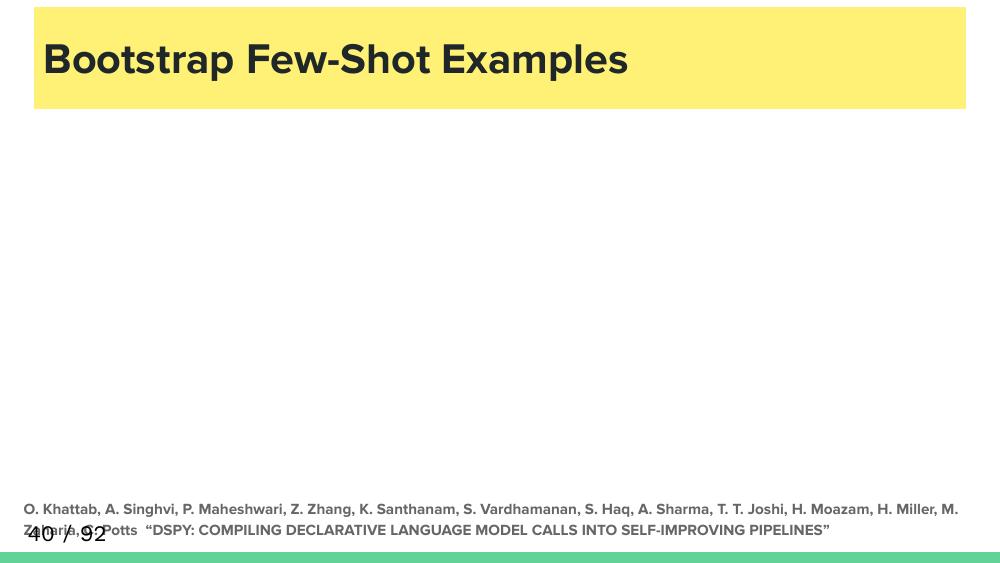 Bootstrap Few-Shot Examples
O. Khattab, A. Singhvi, P. Maheshwari, Z. Zhang, K. Santhanam, S. Vardhamanan, S. Haq, A. Sharma, T. T. Joshi, H. Moazam, H. Miller, M.
Zaharia, C. Potts “DSPY: COMPILING DECLARATIVE LANGUAGE MODEL CALLS INTO SELF-IMPROVING PIPELINES”
40 / 92